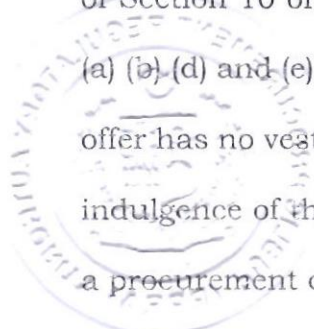 of Section 10 of
(a) (b) (d) and (e)
offer has no vest
indulgence of th
a procurement o